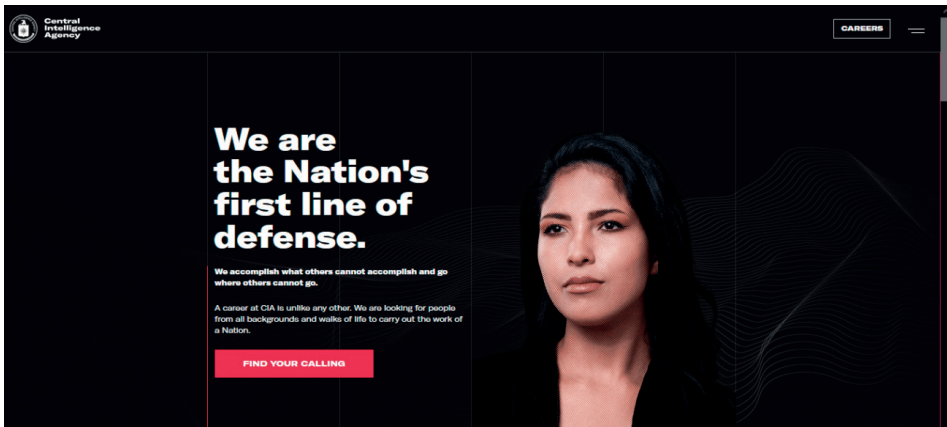 Central
Intelligence
Agency
CAREERS
We are
the Nation's
first line of
defense.
We accomplish what others cannot accomplish and go
where others cannot go.
A career at CIA is unlike any other. We are looking for people
from all backgrounds and walks of life to carry out the work of
a Nation.
FIND YOUR CALLING